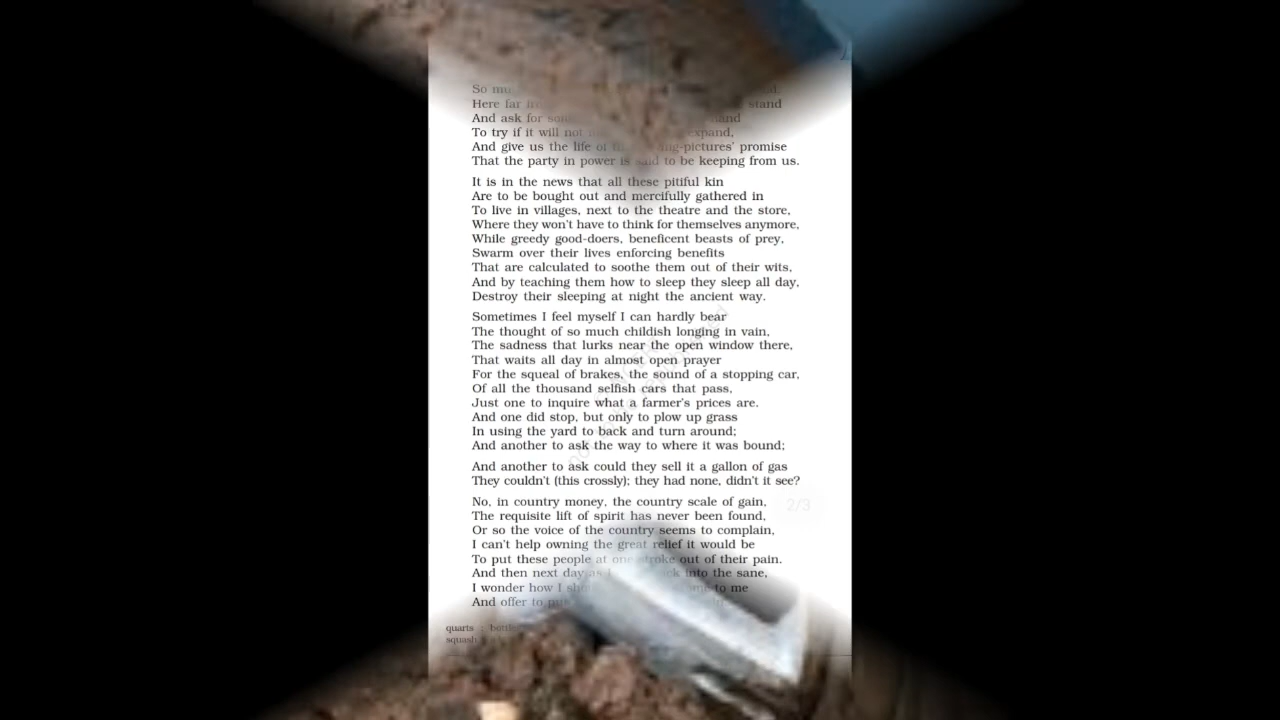 So
Here far stand
And ask for
To try if it will not expand,
And give us the life of promise
That the party in power is said to be keeping from us.
It is in the news that all these pitiful kin
Are to be bought out and mercifully gathered in
To live in villages, next to the theatre and the store,
Where they won't have to think for themselves anymore,
While greedy good-doers, beneficent beasts of prey,
Swarm over their lives enforcing benefits
That are calculated to soothe them out of their wits,
And by teaching them how to sleep they sleep all day,
Destroy their sleeping at night the ancient way.
Sometimes I feel myself I can hardly bear
The thought of so much childish longing in vain,
The sadness that lurks near the open window there,
That waits all day in almost open prayer
For the squeal of brakes, the sound of a stopping car,
Of all the thousand selfish cars that pass,
Just one to inquire what a farmer's prices are.
And one did stop, but only to plow up grass
In using the yard to back and turn around;
And another to ask the way to where it was bound;
And another to ask could they sell it a gallon of gas
They couldn't (this crossly); they had none, didn't it see?
No, in country money, the country scale of gain,
The requisite lift of spirit has never been found,
2/3
Or so the voice of the country seems to complain,
I can't help owning the great relief it would be
To put these people at one stroke out of their pain.
And then next day as into the sane,
I wonder how I to me
And offer to
quarts :
squash